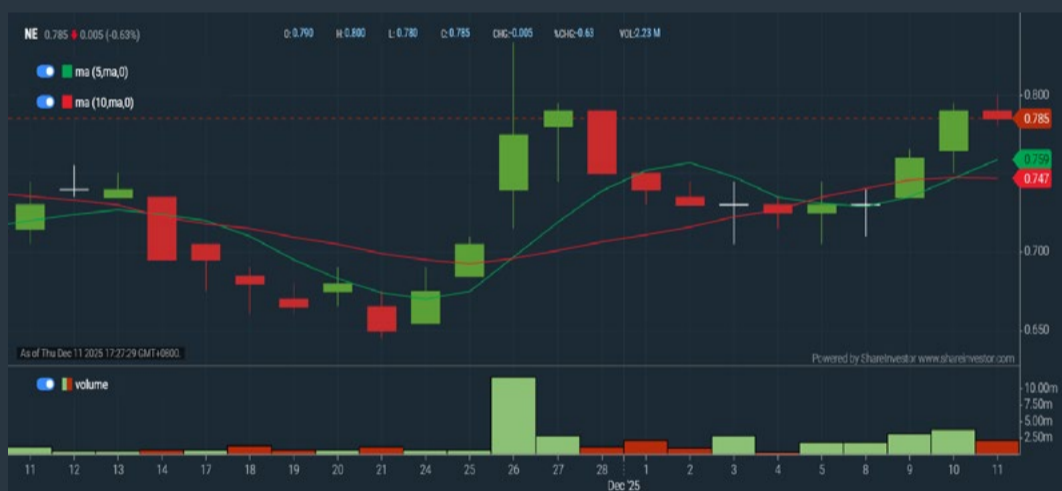 NE 0.785 0.005 (-0.63%) O: 0.790 H: 0.800 L: 0.780 C: 0.785 CHG:-0.005 %CHG:-0.63 VOL:2.23 M
ma (5,ma,0)
ma (10,ma,0)
0.800
0.785
0.759
0.747
0.700
0.650
As of Thu Dec 11 2025 17:27:29 GMT+0800.
Powered by ShareInvestor www.shareinvestor.com
volume
10.00m
7.50m
5.00m
2.50m
11 12 13 14 17 18 19 20 21 24 25 26 27 28 1 2 3 4 5 8 9 10 11
Dec '25